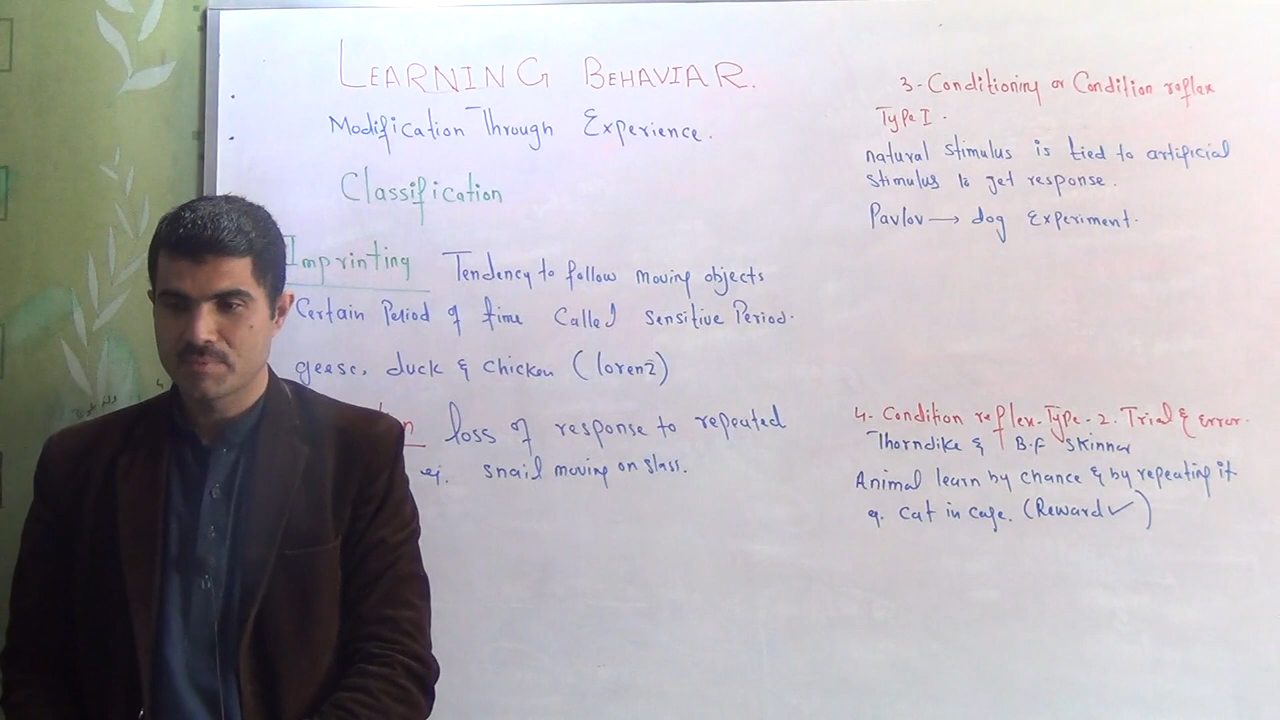 LEARNING BEHAVIAR.
Modification Through Experience.
Classification
Imprinting Tendency to follow moving objects
Certain Period of time Called Sensitive Period.
geese, duck & chicken (lorenz)
loss of response to repeated
eg. snail moving on glass.
3- Conditioning or Condition reflex
Type I.
natural stimulus is tied to artificial
stimulus to get response.
Pavlov → dog Experiment.
4- Condition reflex-Type-2. Trial & error.
Thorndike & B.F Skinnar
Animal learn by chance & by repeating it
eg. cat in cage. (Reward ✓)